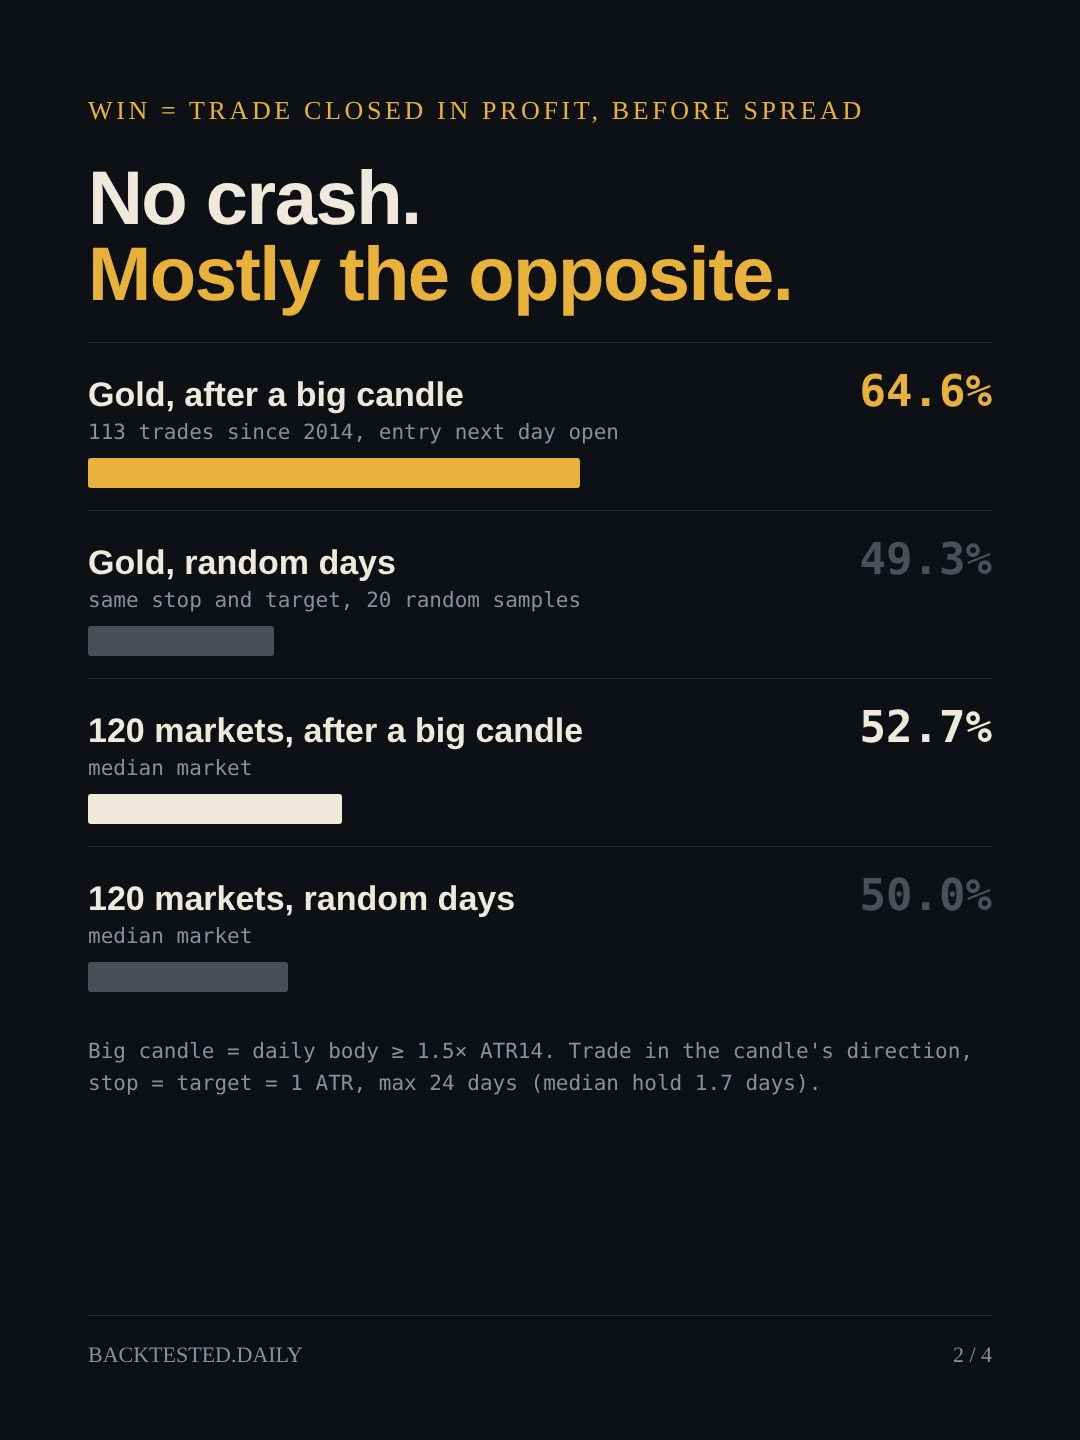 WIN = TRADE CLOSED IN PROFIT, BEFORE SPREAD
No crash.
Mostly the opposite.
Gold, after a big candle
64.6%
113 trades since 2014, entry next day open
Gold, random days
49.3%
same stop and target, 20 random samples
120 markets, after a big candle
52.7%
median market
120 markets, random days
50.0%
median market
Big candle = daily body ≥ 1.5× ATR14. Trade in the candle's direction,
stop = target = 1 ATR, max 24 days (median hold 1.7 days).
BACKTESTED.DAILY
2 / 4